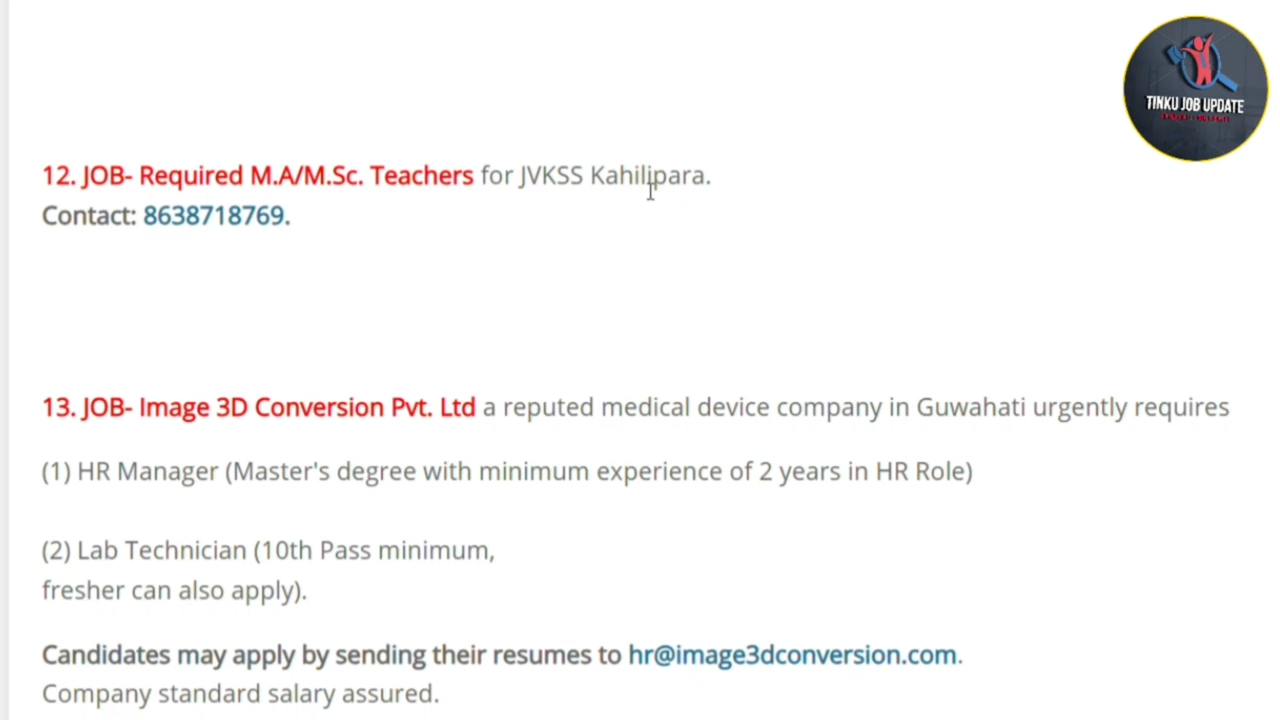 TINKU JOB UPDATE
12. JOB- Required M.A/M.Sc. Teachers for JVKSS Kahilipara.
Contact: 8638718769.
13. JOB- Image 3D Conversion Pvt. Ltd a reputed medical device company in Guwahati urgently requires
(1) HR Manager (Master's degree with minimum experience of 2 years in HR Role)
(2) Lab Technician (10th Pass minimum,
fresher can also apply).
Candidates may apply by sending their resumes to hr@image3dconversion.com.
Company standard salary assured.